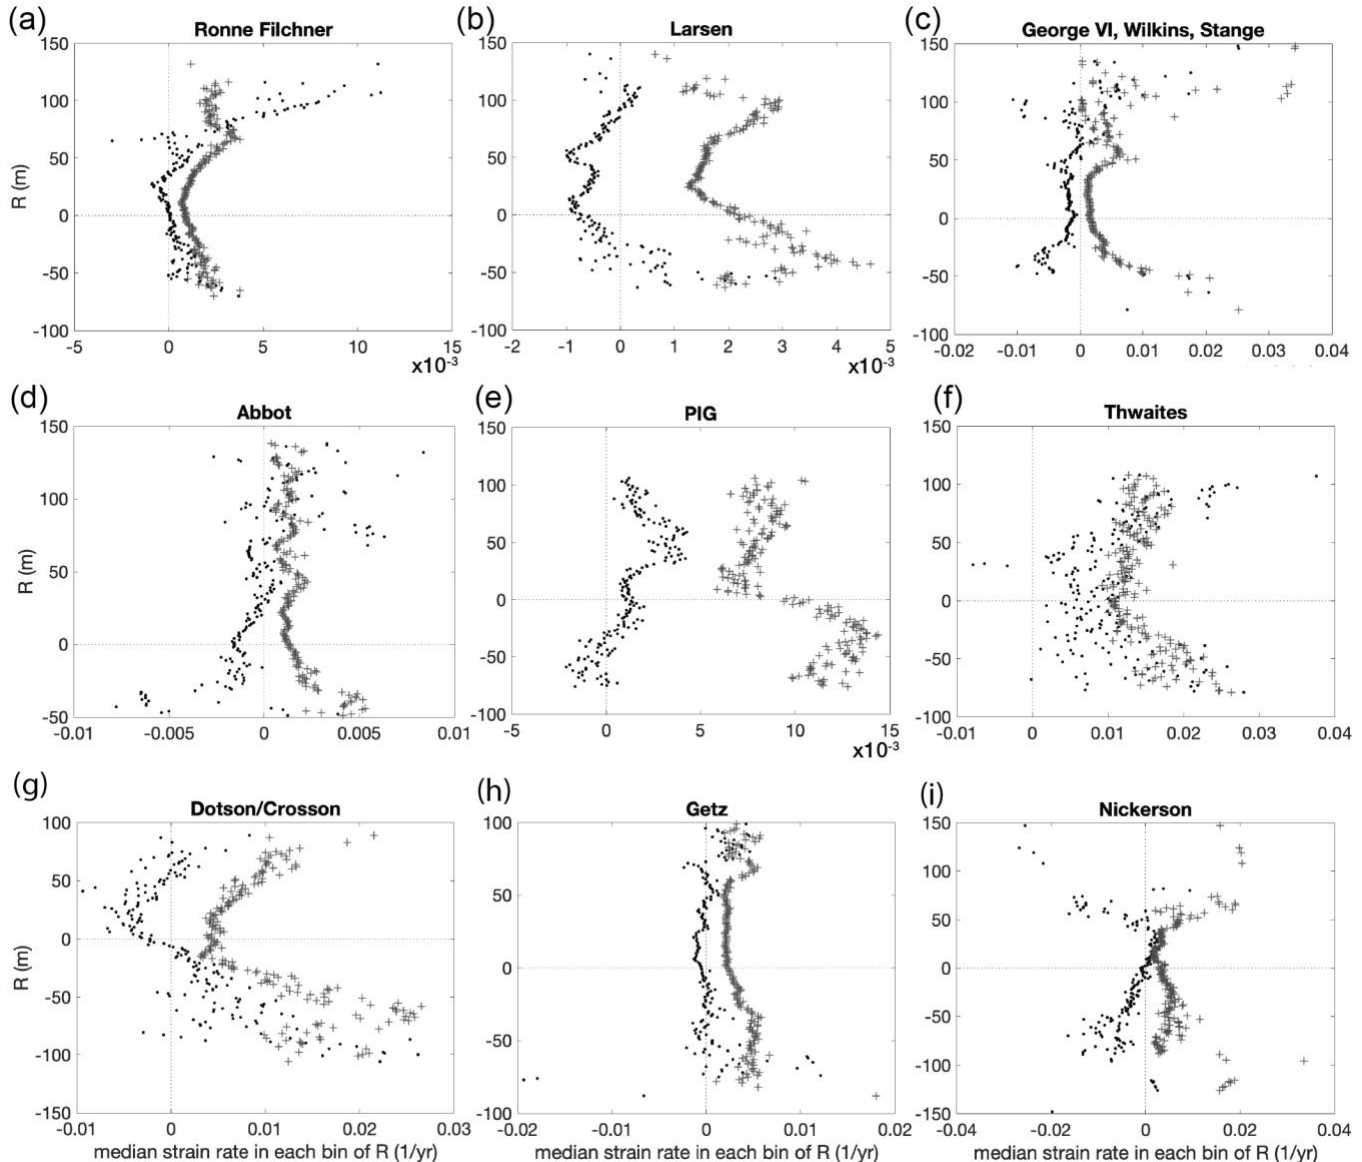 (a) Ronne Filchner
150
100
50
0
-50
-100
R (m)
-5 0 5 10 15
x10-3
(b) Larsen
150
100
50
0
-50
-100
-2 -1 0 1 2 3 4 5
x10-3
(c) George VI, Wilkins, Stange
150
100
50
0
-50
-100
-0.02 -0.01 0 0.01 0.02 0.03 0.04
(d) Abbot
150
100
50
0
-50
R (m)
-0.01 -0.005 0 0.005 0.01
(e) PIG
150
100
50
0
-50
-100
-5 0 5 10 15
x10-3
(f) Thwaites
150
100
50
0
-50
-100
-0.01 0 0.01 0.02 0.03 0.04
(g) Dotson/Crosson
100
50
0
-50
-100
-150
R (m)
-0.01 0 0.01 0.02 0.03
median strain rate in each bin of R (1/yr)
(h) Getz
100
50
0
-50
-100
-0.02 -0.01 0 0.01 0.02
median strain rate in each bin of R (1/yr)
(i) Nickerson
150
100
50
0
-50
-100
-150
-0.04 -0.02 0 0.02 0.04
median strain rate in each bin of R (1/yr)